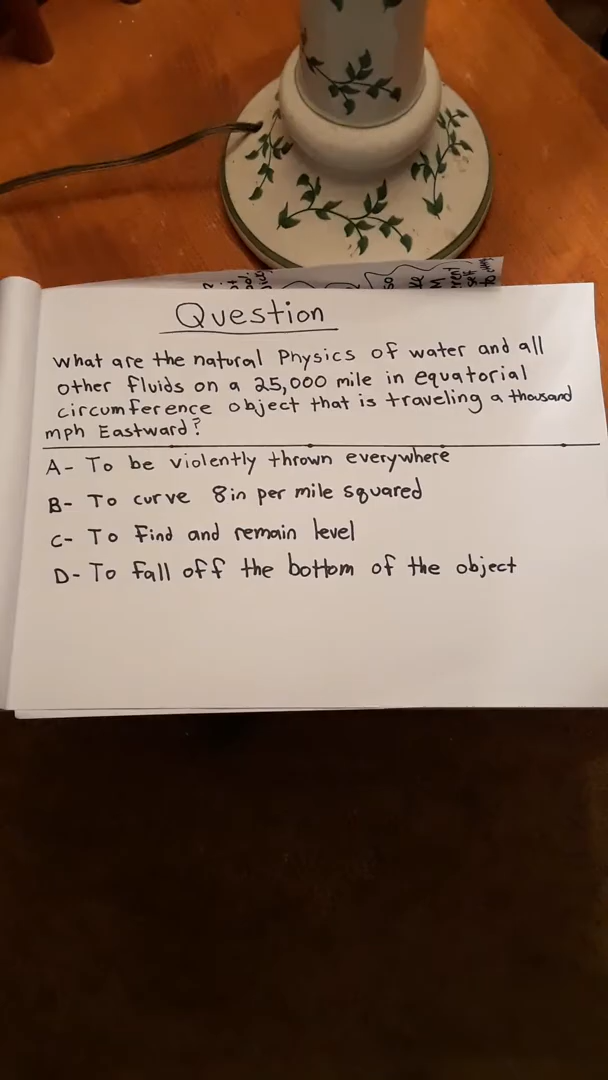 Question
what are the natural Physics of water and all
other fluids on a 25,000 mile in equatorial
circumference object that is traveling a thousand
mph Eastward?
A- To be violently thrown everywhere
B- To curve 8in per mile squared
C- To find and remain level
D- To fall off the bottom of the object